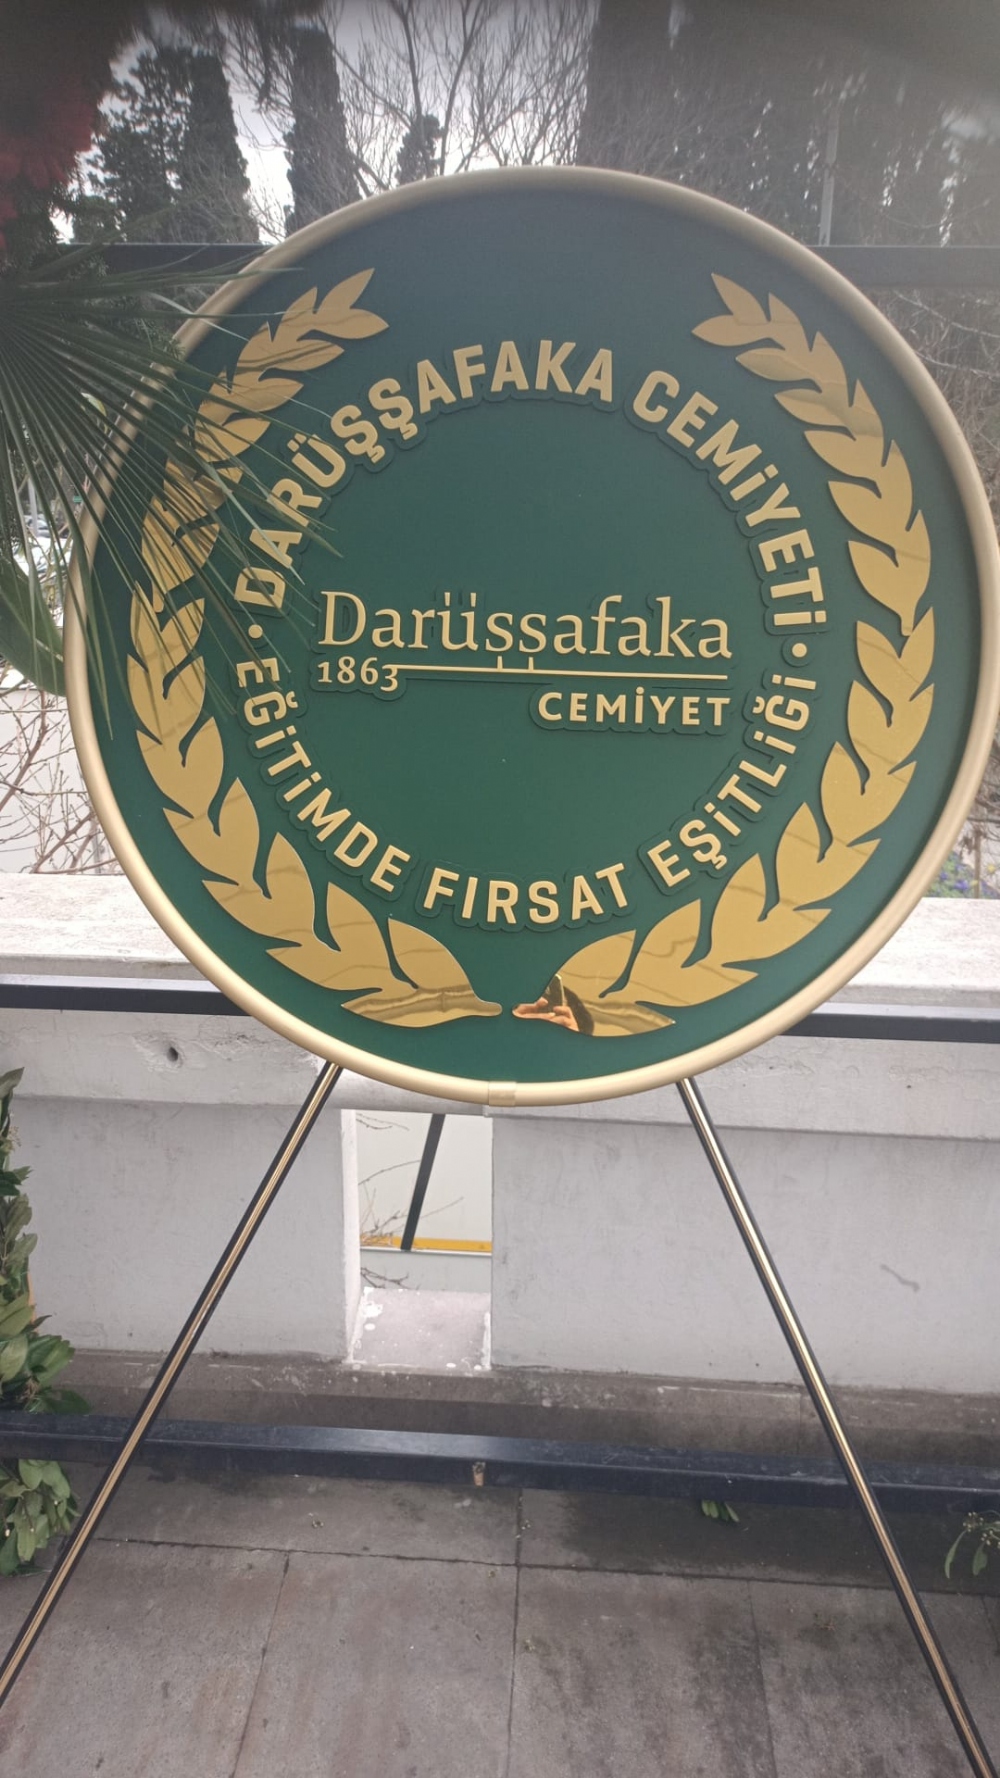 DARÜŞŞAFAKA CEMİYETİ
Darüşşafaka
1863
CEMİYET
• EĞİTİMDE FIRSAT EŞİTLİĞİ •